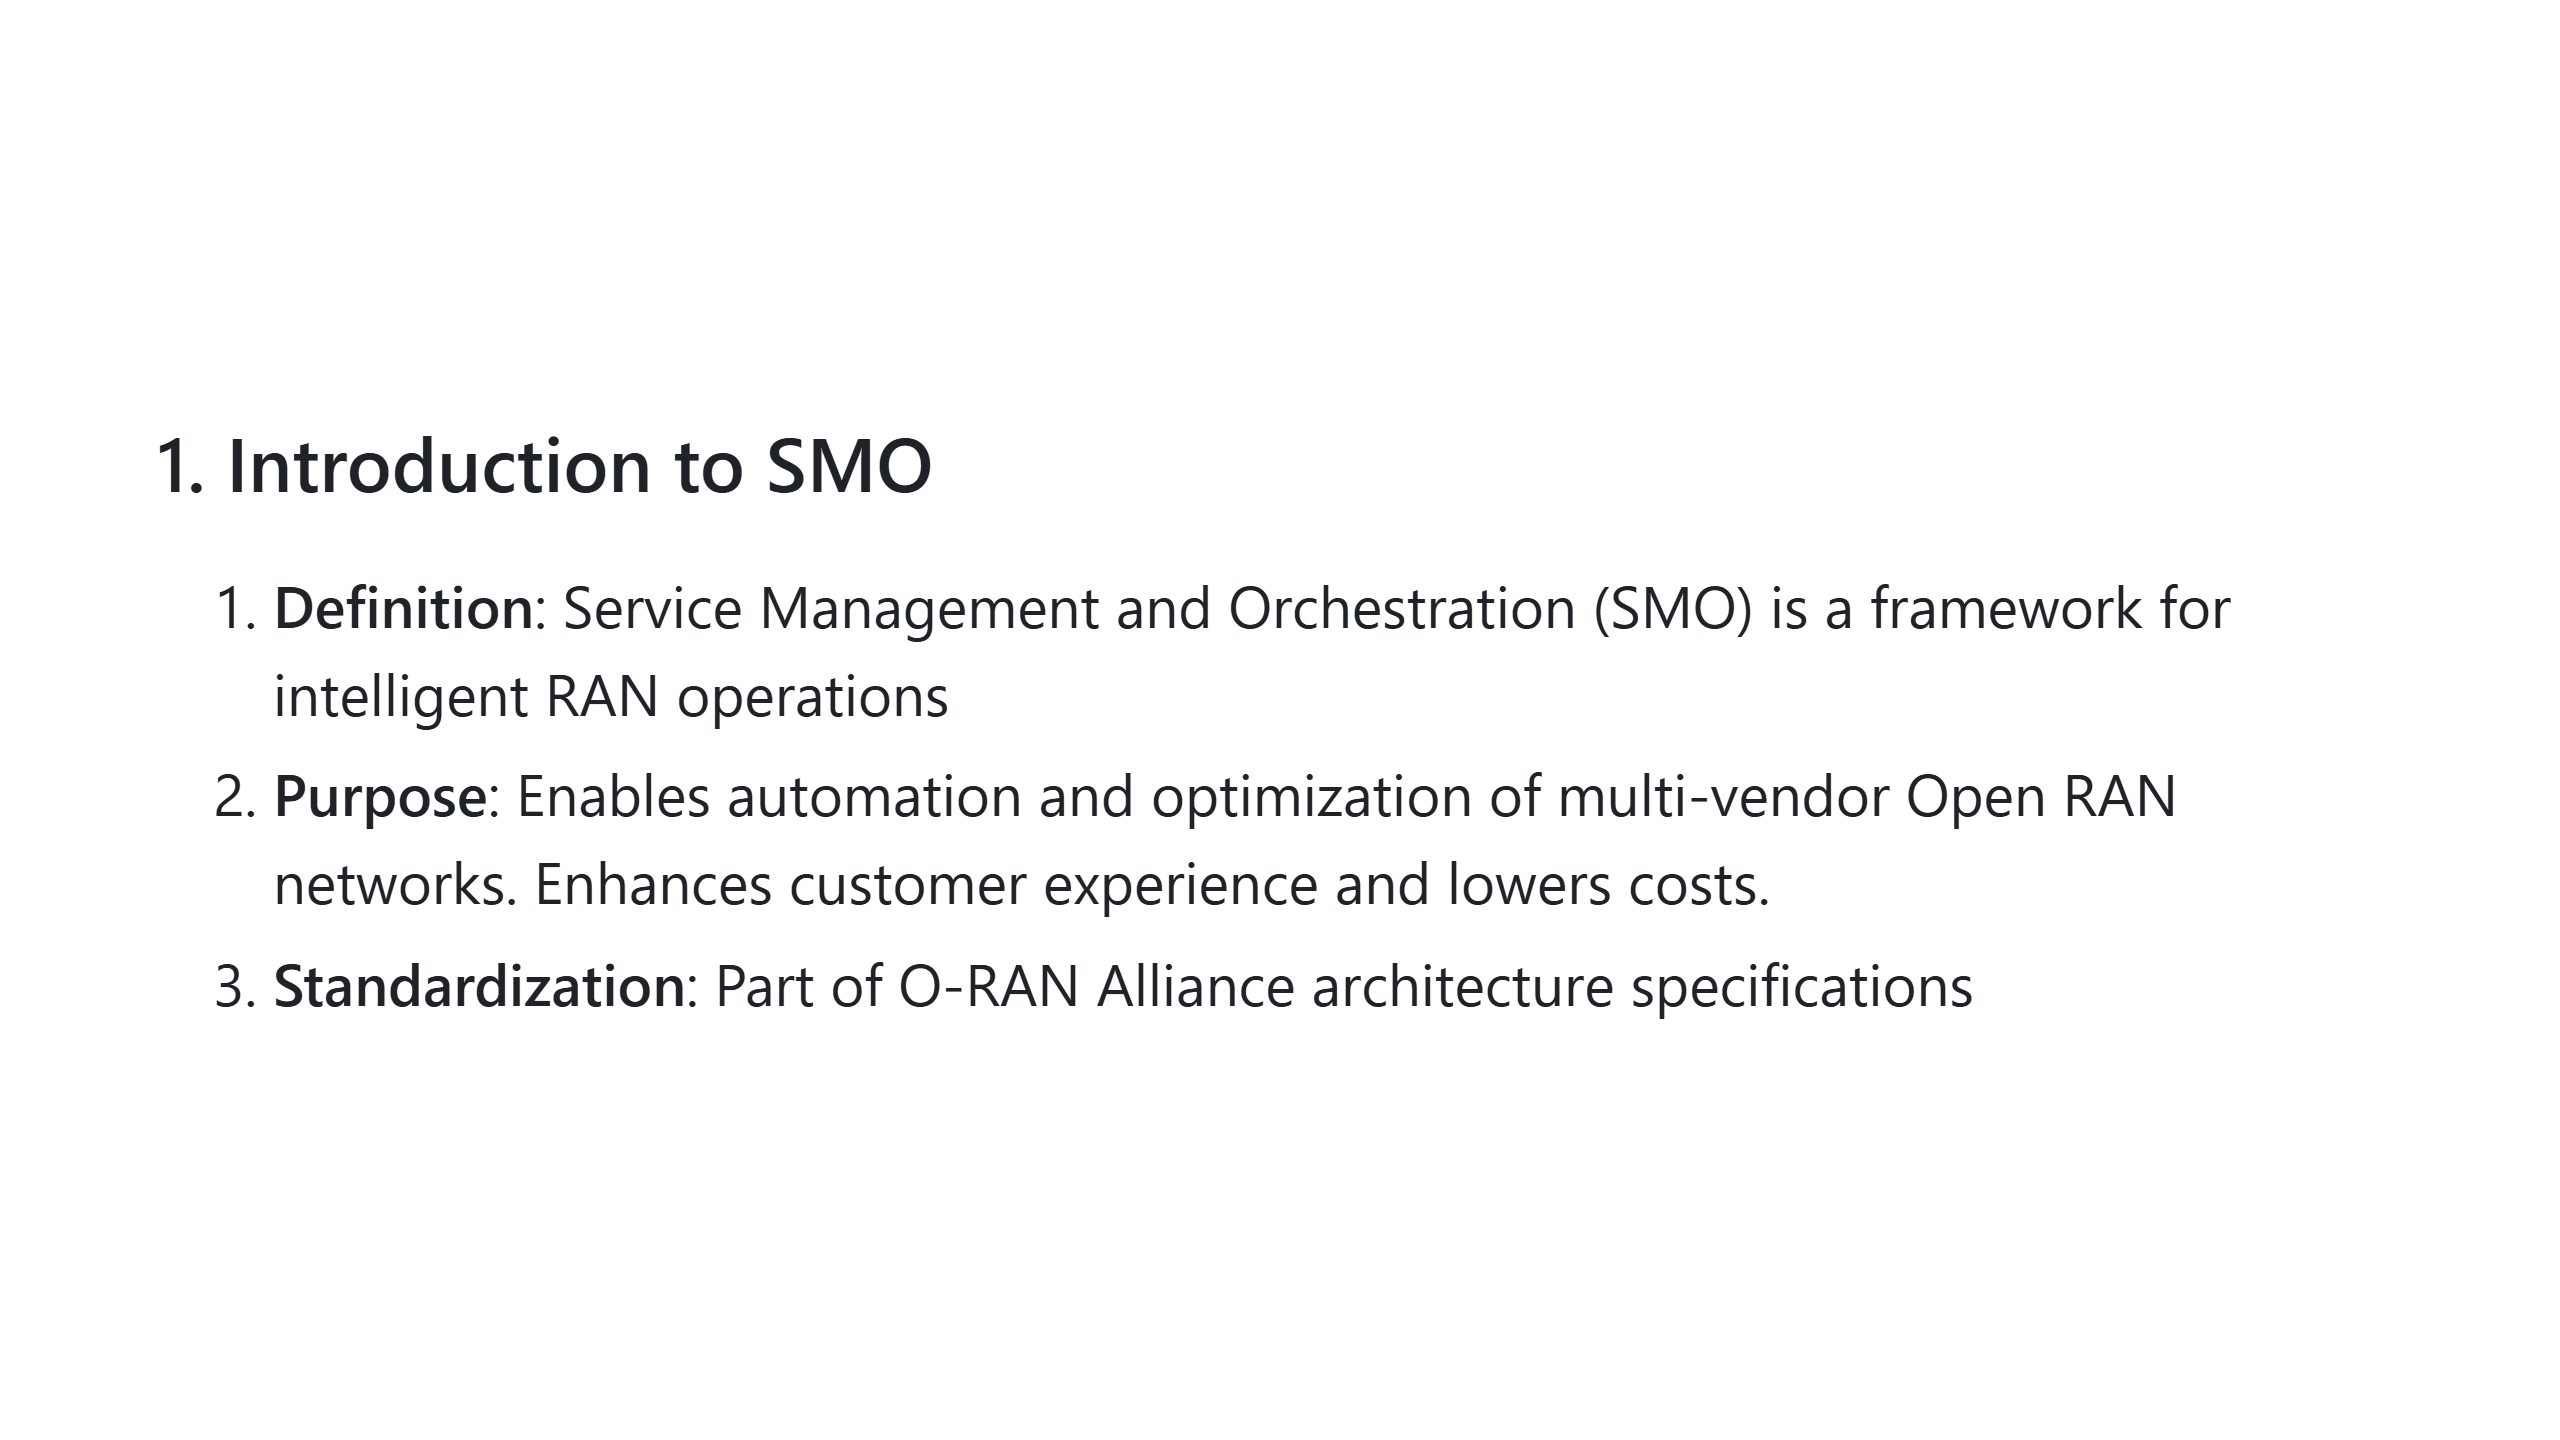 1. Introduction to SMO
1. Definition: Service Management and Orchestration (SMO) is a framework for
intelligent RAN operations
2. Purpose: Enables automation and optimization of multi-vendor Open RAN
networks. Enhances customer experience and lowers costs.
3. Standardization: Part of O-RAN Alliance architecture specifications